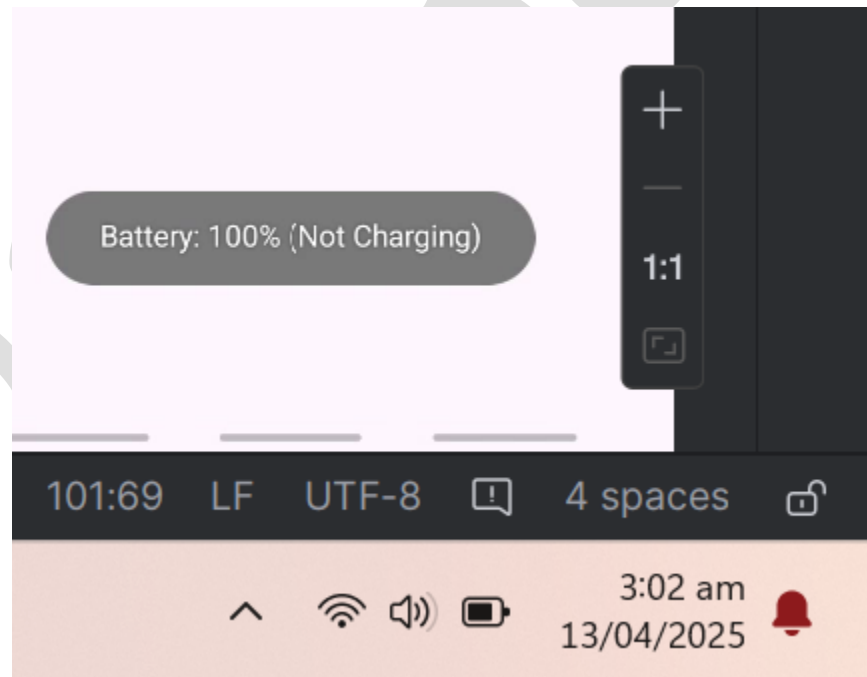 Battery: 100% (Not Charging)
1:1
101:69 LF UTF-8 4 spaces
3:02 am
13/04/2025